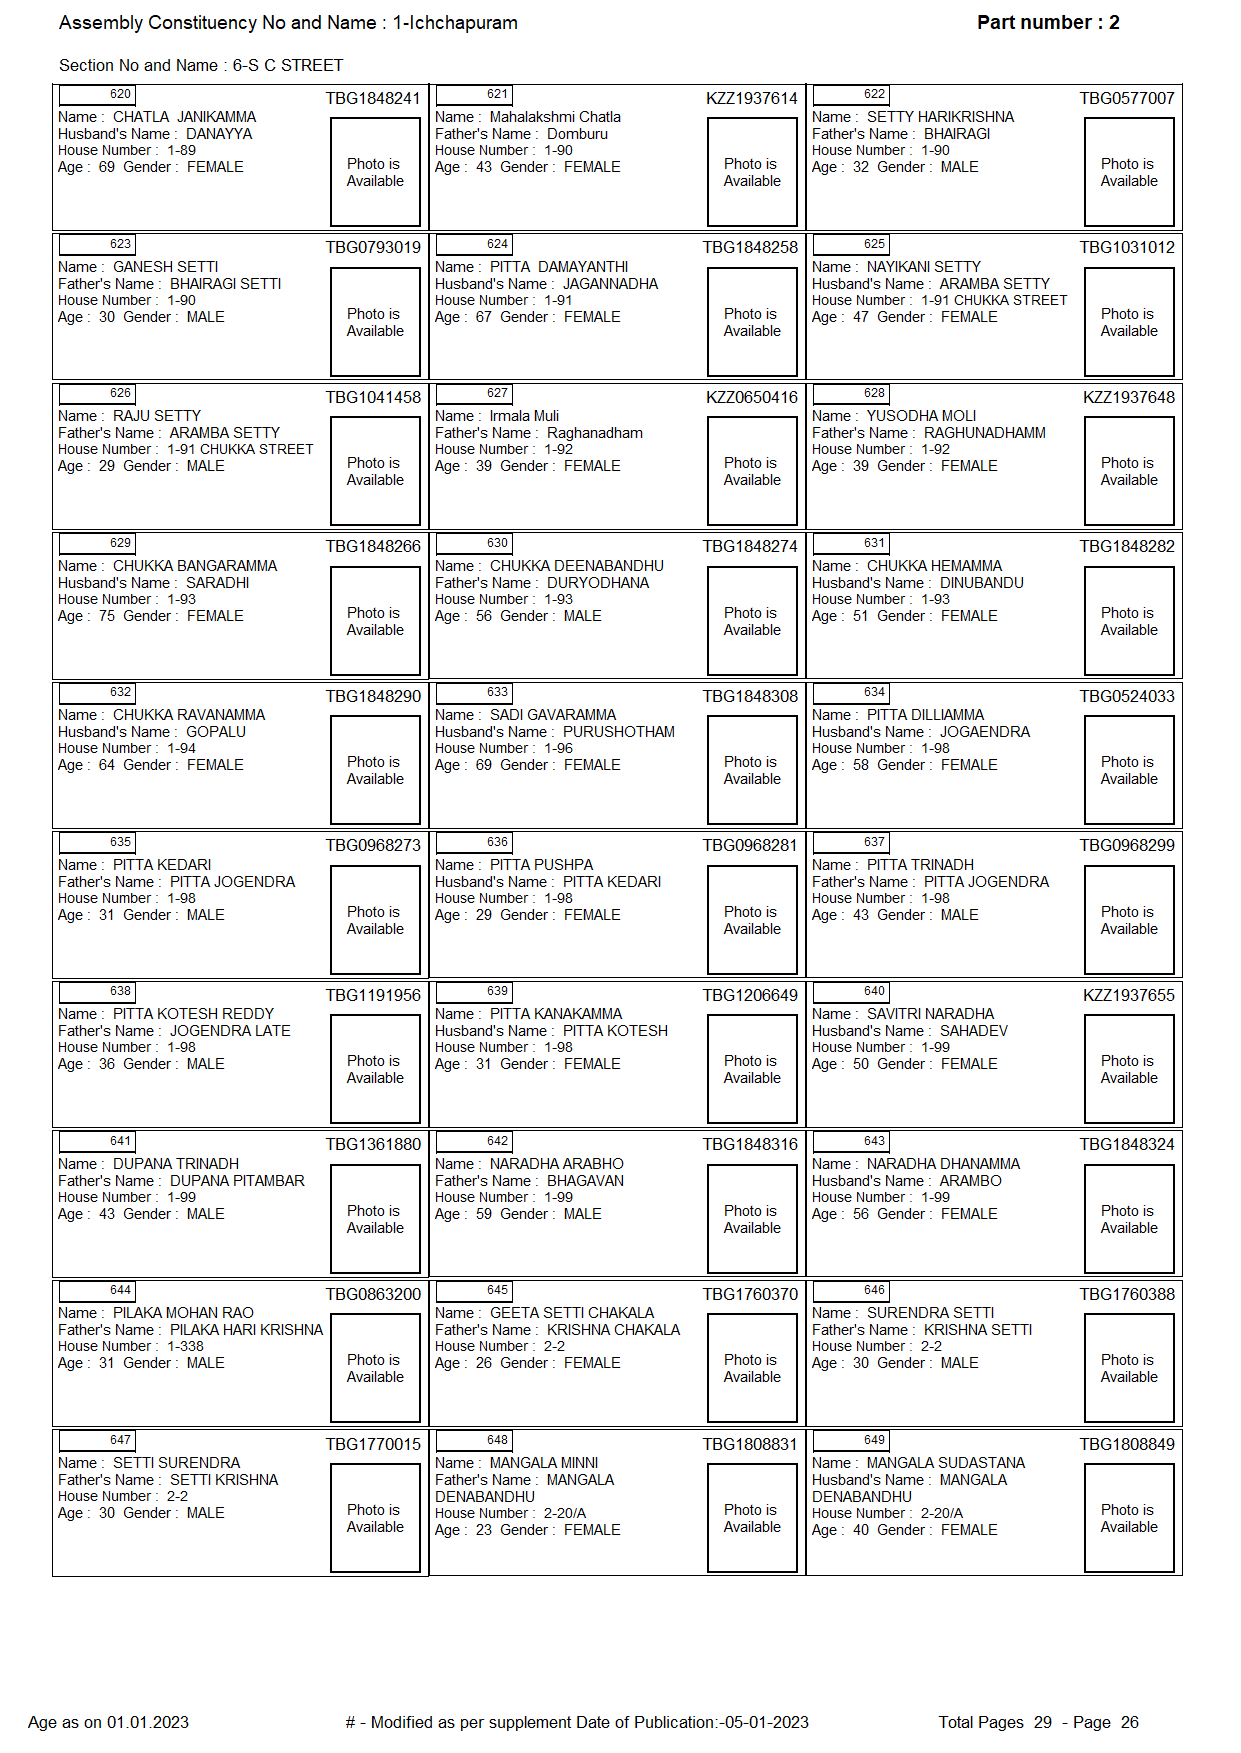 Assembly Constituency No and Name : 1-Ichchapuram
Part number : 2
Section No and Name : 6-S C STREET
620
TBG1848241
Name : CHATLA JANIKAMMA
Husband's Name : DANAYYA
House Number : 1-89
Age : 69 Gender : FEMALE
Photo is
Available
621
KZZ1937614
Name : Mahalakshmi Chatla
Father's Name : Domburu
House Number : 1-90
Age : 43 Gender : FEMALE
Photo is
Available
622
TBG0577007
Name : SETTY HARIKRISHNA
Father's Name : BHAIRAGI
House Number : 1-90
Age : 32 Gender : MALE
Photo is
Available
623
TBG0793019
Name : GANESH SETTI
Father's Name : BHAIRAGI SETTI
House Number : 1-90
Age : 30 Gender : MALE
Photo is
Available
624
TBG1848258
Name : PITTA DAMAYANTHI
Husband's Name : JAGANNADHA
House Number : 1-91
Age : 67 Gender : FEMALE
Photo is
Available
625
TBG1031012
Name : NAYIKANI SETTY
Husband's Name : ARAMBA SETTY
House Number : 1-91 CHUKKA STREET
Age : 47 Gender : FEMALE
Photo is
Available
626
TBG1041458
Name : RAJU SETTY
Father's Name : ARAMBA SETTY
House Number : 1-91 CHUKKA STREET
Age : 29 Gender : MALE
Photo is
Available
627
KZZ0650416
Name : Irmala Muli
Father's Name : Raghanadham
House Number : 1-92
Age : 39 Gender : FEMALE
Photo is
Available
628
KZZ1937648
Name : YUSODHA MOLI
Father's Name : RAGHUNADHAMM
House Number : 1-92
Age : 39 Gender : FEMALE
Photo is
Available
629
TBG1848266
Name : CHUKKA BANGARAMMA
Husband's Name : SARADHI
House Number : 1-93
Age : 75 Gender : FEMALE
Photo is
Available
630
TBG1848274
Name : CHUKKA DEENABANDHU
Father's Name : DURYODHANA
House Number : 1-93
Age : 56 Gender : MALE
Photo is
Available
631
TBG1848282
Name : CHUKKA HEMAMMA
Husband's Name : DINUBANDU
House Number : 1-93
Age : 51 Gender : FEMALE
Photo is
Available
632
TBG1848290
Name : CHUKKA RAVANAMMA
Husband's Name : GOPALU
House Number : 1-94
Age : 64 Gender : FEMALE
Photo is
Available
633
TBG1848308
Name : SADI GAVARAMMA
Husband's Name : PURUSHOTHAM
House Number : 1-96
Age : 69 Gender : FEMALE
Photo is
Available
634
TBG0524033
Name : PITTA DILLIAMMA
Husband's Name : JOGAENDRA
House Number : 1-98
Age : 58 Gender : FEMALE
Photo is
Available
635
TBG0968273
Name : PITTA KEDARI
Father's Name : PITTA JOGENDRA
House Number : 1-98
Age : 31 Gender : MALE
Photo is
Available
636
TBG0968281
Name : PITTA PUSHPA
Husband's Name : PITTA KEDARI
House Number : 1-98
Age : 29 Gender : FEMALE
Photo is
Available
637
TBG0968299
Name : PITTA TRINADH
Father's Name : PITTA JOGENDRA
House Number : 1-98
Age : 43 Gender : MALE
Photo is
Available
638
TBG1191956
Name : PITTA KOTESH REDDY
Father's Name : JOGENDRA LATE
House Number : 1-98
Age : 36 Gender : MALE
Photo is
Available
639
TBG1206649
Name : PITTA KANAKAMMA
Husband's Name : PITTA KOTESH
House Number : 1-98
Age : 31 Gender : FEMALE
Photo is
Available
640
KZZ1937655
Name : SAVITRI NARADHA
Husband's Name : SAHADEV
House Number : 1-99
Age : 50 Gender : FEMALE
Photo is
Available
641
TBG1361880
Name : DUPANA TRINADH
Father's Name : DUPANA PITAMBAR
House Number : 1-99
Age : 43 Gender : MALE
Photo is
Available
642
TBG1848316
Name : NARADHA ARABHO
Father's Name : BHAGAVAN
House Number : 1-99
Age : 59 Gender : MALE
Photo is
Available
643
TBG1848324
Name : NARADHA DHANAMMA
Husband's Name : ARAMBO
House Number : 1-99
Age : 56 Gender : FEMALE
Photo is
Available
644
TBG0863200
Name : PILAKA MOHAN RAO
Father's Name : PILAKA HARI KRISHNA
House Number : 1-338
Age : 31 Gender : MALE
Photo is
Available
645
TBG1760370
Name : GEETA SETTI CHAKALA
Father's Name : KRISHNA CHAKALA
House Number : 2-2
Age : 26 Gender : FEMALE
Photo is
Available
646
TBG1760388
Name : SURENDRA SETTI
Father's Name : KRISHNA SETTI
House Number : 2-2
Age : 30 Gender : MALE
Photo is
Available
647
TBG1770015
Name : SETTI SURENDRA
Father's Name : SETTI KRISHNA
House Number : 2-2
Age : 30 Gender : MALE
Photo is
Available
648
TBG1808831
Name : MANGALA MINNI
Father's Name : MANGALA
DENABANDHU
House Number : 2-20/A
Age : 23 Gender : FEMALE
Photo is
Available
649
TBG1808849
Name : MANGALA SUDASTANA
Husband's Name : MANGALA
DENABANDHU
House Number : 2-20/A
Age : 40 Gender : FEMALE
Photo is
Available
Age as on 01.01.2023
# - Modified as per supplement Date of Publication:-05-01-2023
Total Pages 29 - Page 26